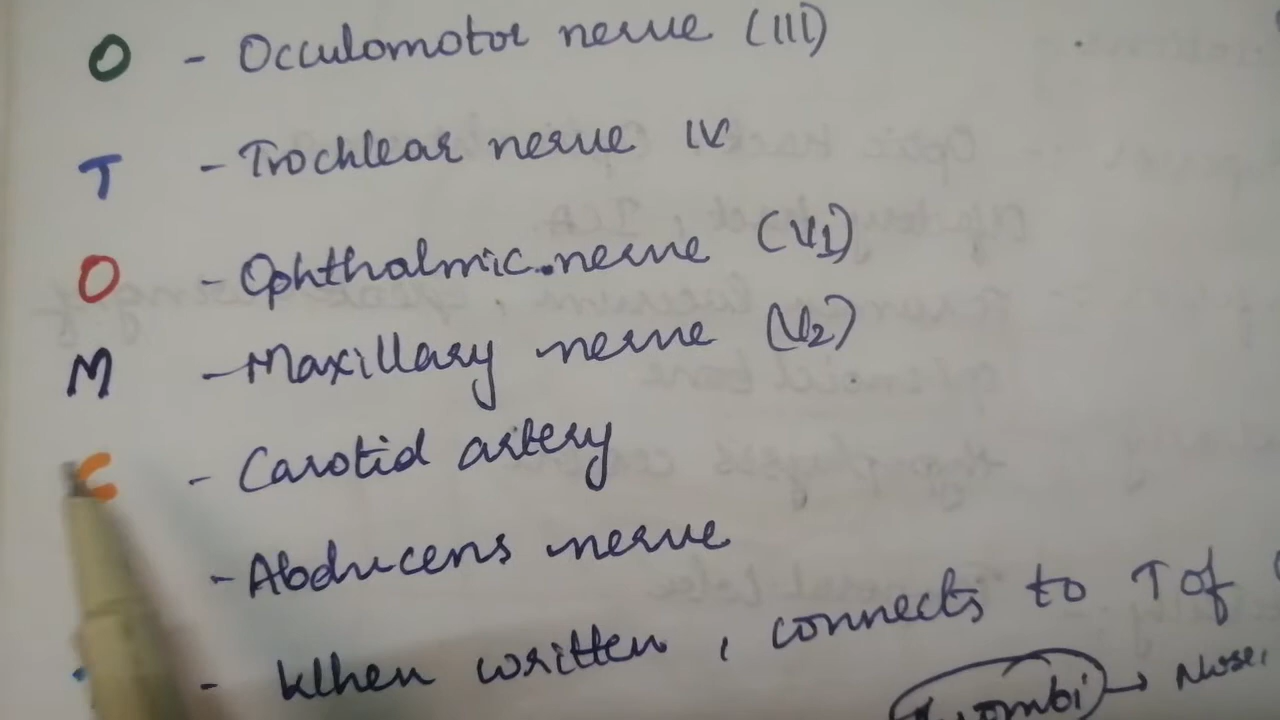 O - Occulomotor nerve (III)
T - Trochlear nerve IV
O - Ophthalmic nerve (V1)
M - Maxillary nerve (V2)
C - Carotid artery
- Abducens nerve
- When written, connects to T of